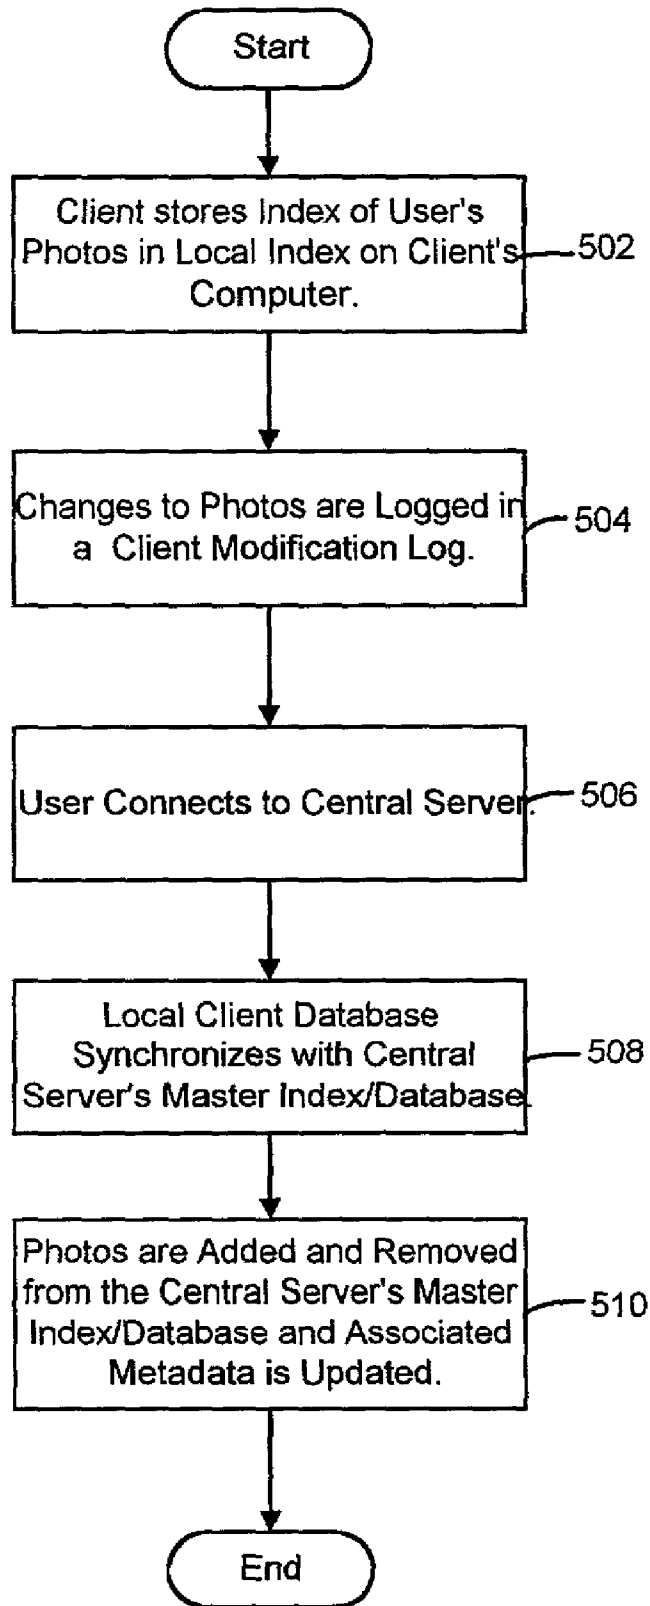 Start
Client stores Index of User's
Photos in Local Index on Client's
Computer.
502
Changes to Photos are Logged in
a Client Modification Log.
504
User Connects to Central Server.
506
Local Client Database
Synchronizes with Central
Server's Master Index/Database.
508
Photos are Added and Removed
from the Central Server's Master
Index/Database and Associated
Metadata is Updated.
510
End